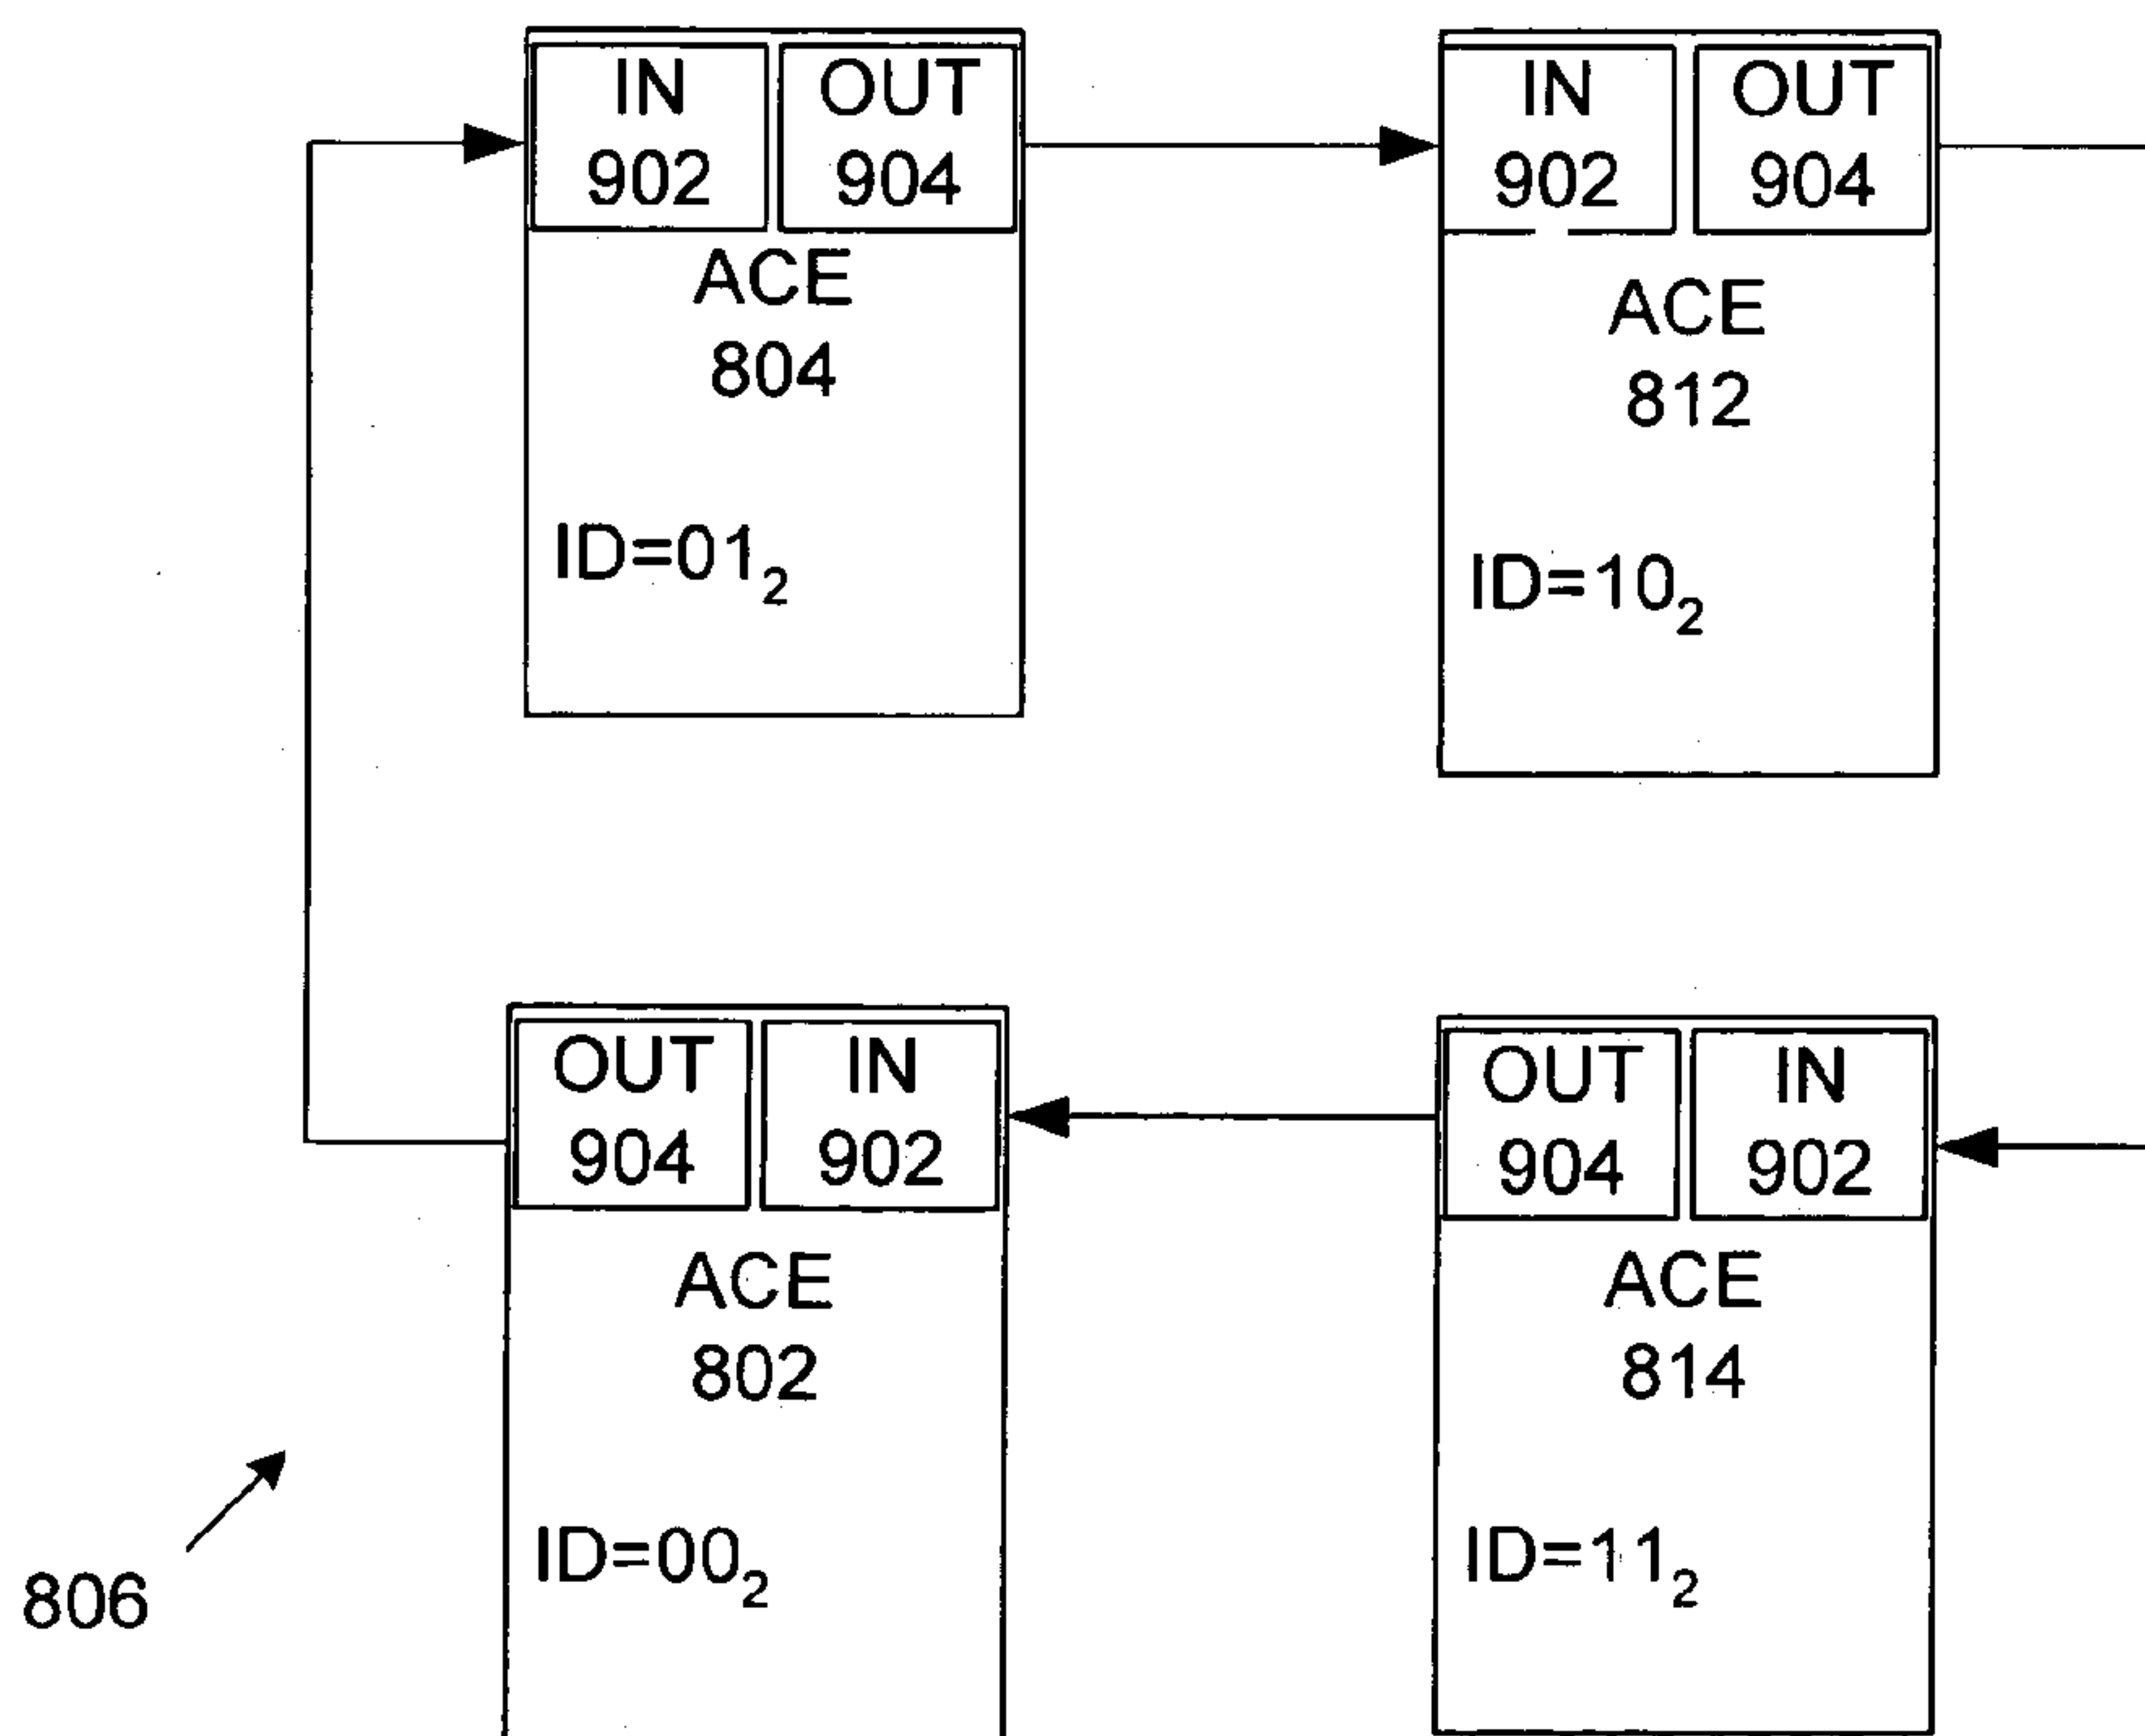 IN
902
OUT
904
ACE
804
ID=01₂
IN
902
OUT
904
ACE
812
ID=10₂
OUT
904
IN
902
ACE
802
ID=00₂
OUT
904
IN
902
ACE
814
ID=11₂
806